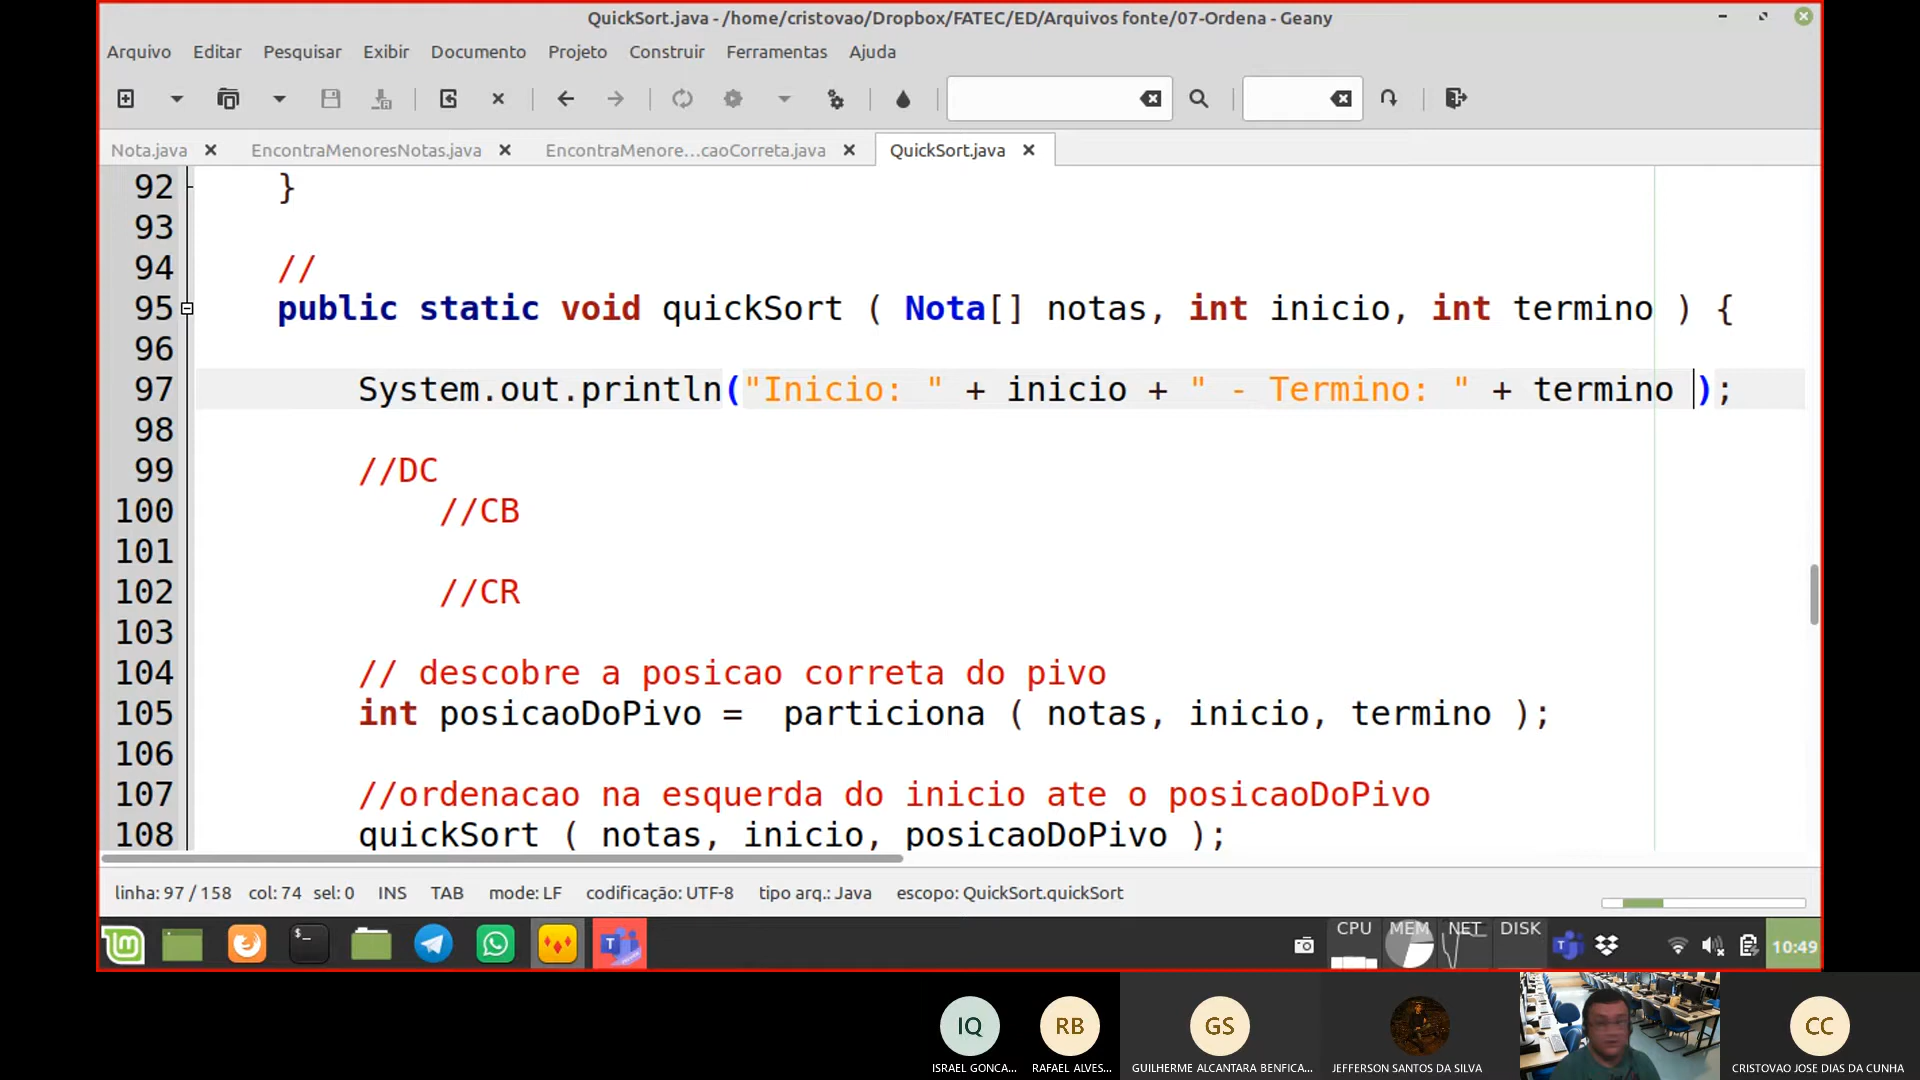 QuickSort.java - /home/cristovao/Dropbox/FATEC/ED/Arquivos fonte/07-Ordena - Geany
Arquivo Editar Pesquisar Exibir Documento Projeto Construir Ferramentas Ajuda
Nota.java EncontraMenoresNotas.java EncontraMenore...caoCorreta.java QuickSort.java
92 }
93
94 //
95 public static void quickSort ( Nota[] notas, int inicio, int termino ) {
96
97 System.out.println("Inicio: " + inicio + " - Termino: " + termino );
98
99 //DC
100 //CB
101
102 //CR
103
104 // descobre a posicao correta do pivo
105 int posicaoDoPivo =  particiona ( notas, inicio, termino );
106
107 //ordenacao na esquerda do inicio ate o posicaoDoPivo
108 quickSort ( notas, inicio, posicaoDoPivo );
linha: 97 / 158 col: 74 sel: 0 INS TAB mode: LF codificação: UTF-8 tipo arq.: Java escopo: QuickSort.quickSort
CPU MEM NET DISK 10:49
IQ RB GS CC
ISRAEL GONCA... RAFAEL ALVES... GUILHERME ALCANTARA BENFICA... JEFFERSON SANTOS DA SILVA CRISTOVAO JOSE DIAS DA CUNHA